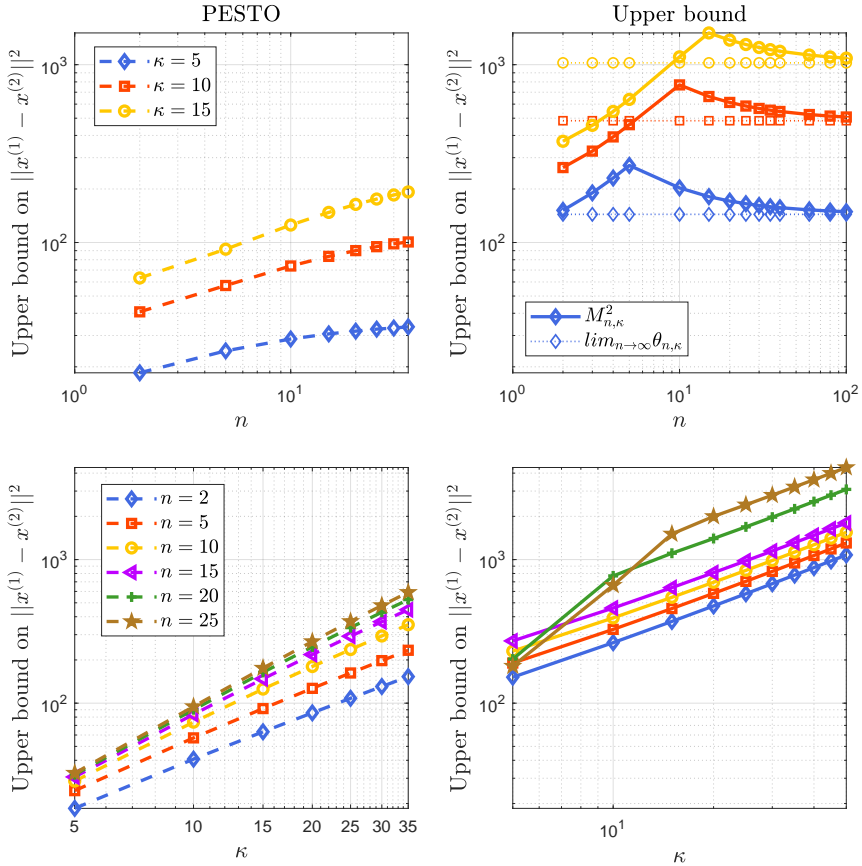 PESTO
Upper bound on ||x^{(1)} − x^{(2)}||^2
10^3
10^2
κ = 5
κ = 10
κ = 15
10^0
10^1
n
Upper bound
Upper bound on ||x^{(1)} − x^{(2)}||^2
10^3
10^2
M^2_{n,κ}
lim_{n→∞}θ_{n,κ}
10^0
10^1
10^2
n
Upper bound on ||x^{(1)} − x^{(2)}||^2
10^3
10^2
n = 2
n = 5
n = 10
n = 15
n = 20
n = 25
5
10
15
20
25
30
35
κ
Upper bound on ||x^{(1)} − x^{(2)}||^2
10^3
10^2
10^1
κ